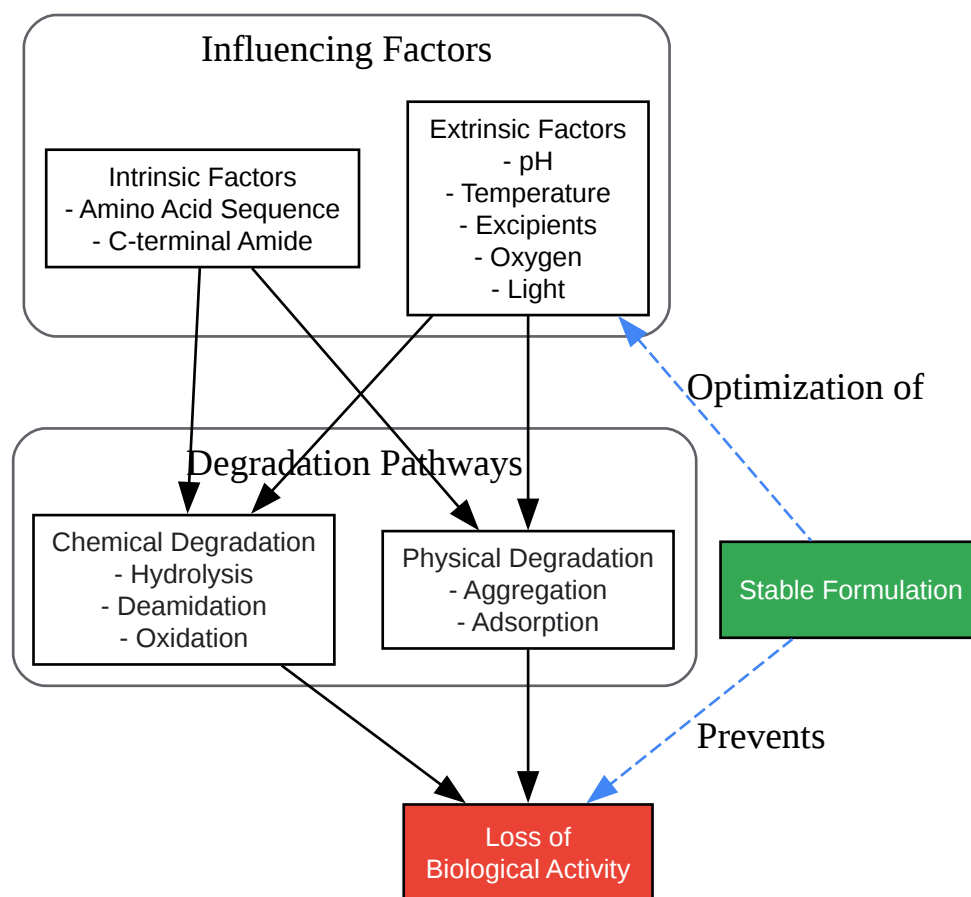 Influencing Factors
Intrinsic Factors
- Amino Acid Sequence
- C-terminal Amide
Extrinsic Factors
- pH
- Temperature
- Excipients
- Oxygen
- Light
Optimization of
Degradation Pathways
Chemical Degradation
- Hydrolysis
- Deamidation
- Oxidation
Physical Degradation
- Aggregation
- Adsorption
Stable Formulation
Prevents
Loss of
Biological Activity